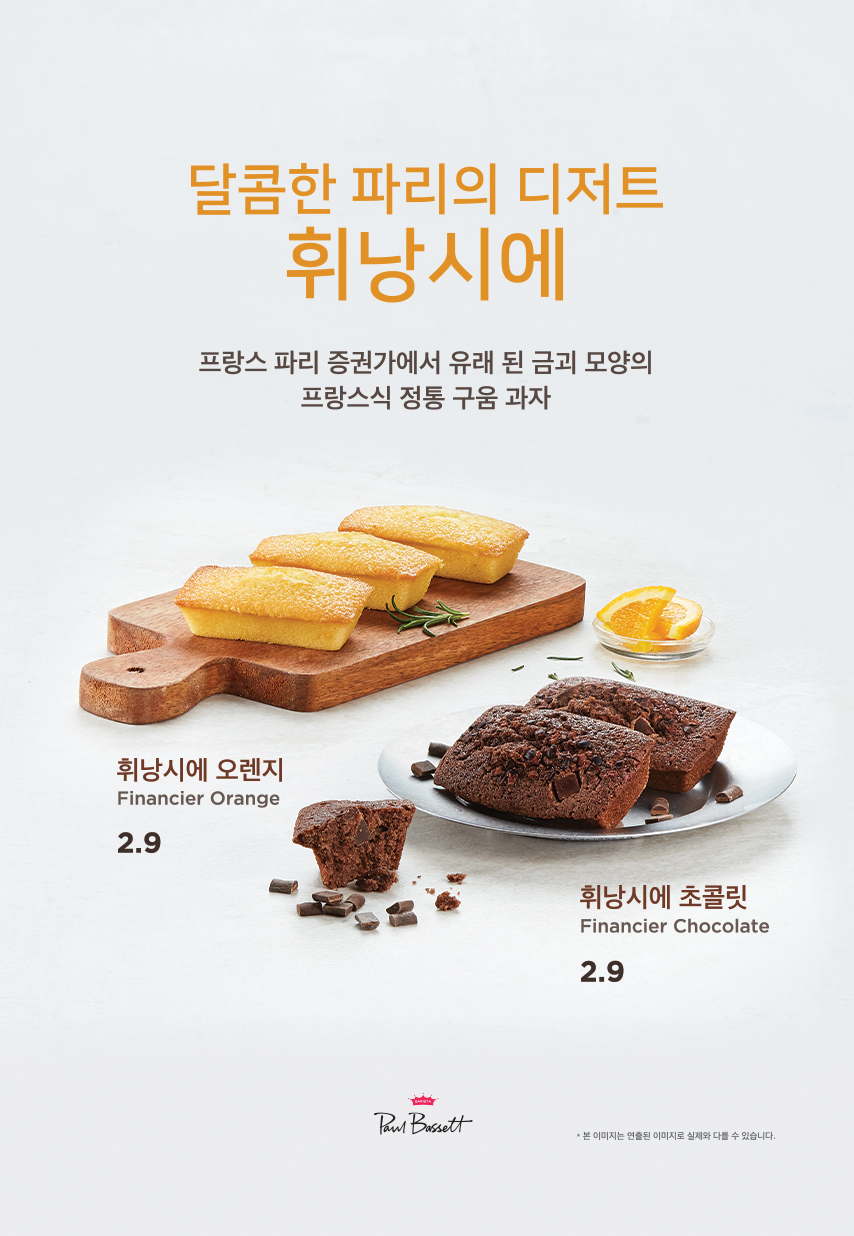 달콤한 파리의 디저트
휘낭시에
프랑스 파리 증권가에서 유래 된 금괴 모양의
프랑스식 정통 구움 과자
휘낭시에 오렌지
Financier Orange
2.9
휘낭시에 초콜릿
Financier Chocolate
2.9
BARISTA
Paul Bassett
* 본 이미지는 연출된 이미지로 실제와 다를 수 있습니다.